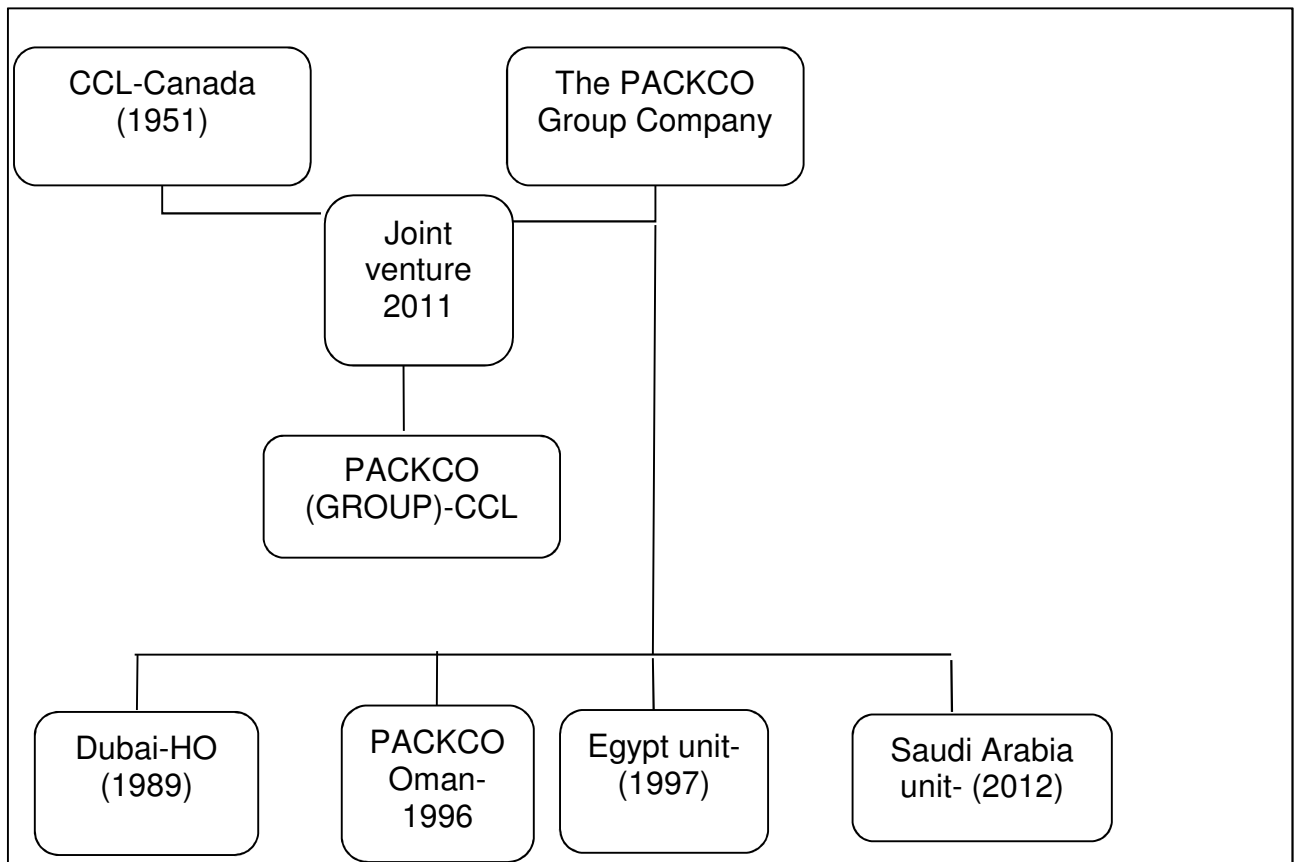 CCL-Canada
(1951)
The PACKCO
Group Company
Joint
venture
2011
PACKCO
(GROUP)-CCL
Dubai-HO
(1989)
PACKCO
Oman-
1996
Egypt unit-
(1997)
Saudi Arabia
unit- (2012)